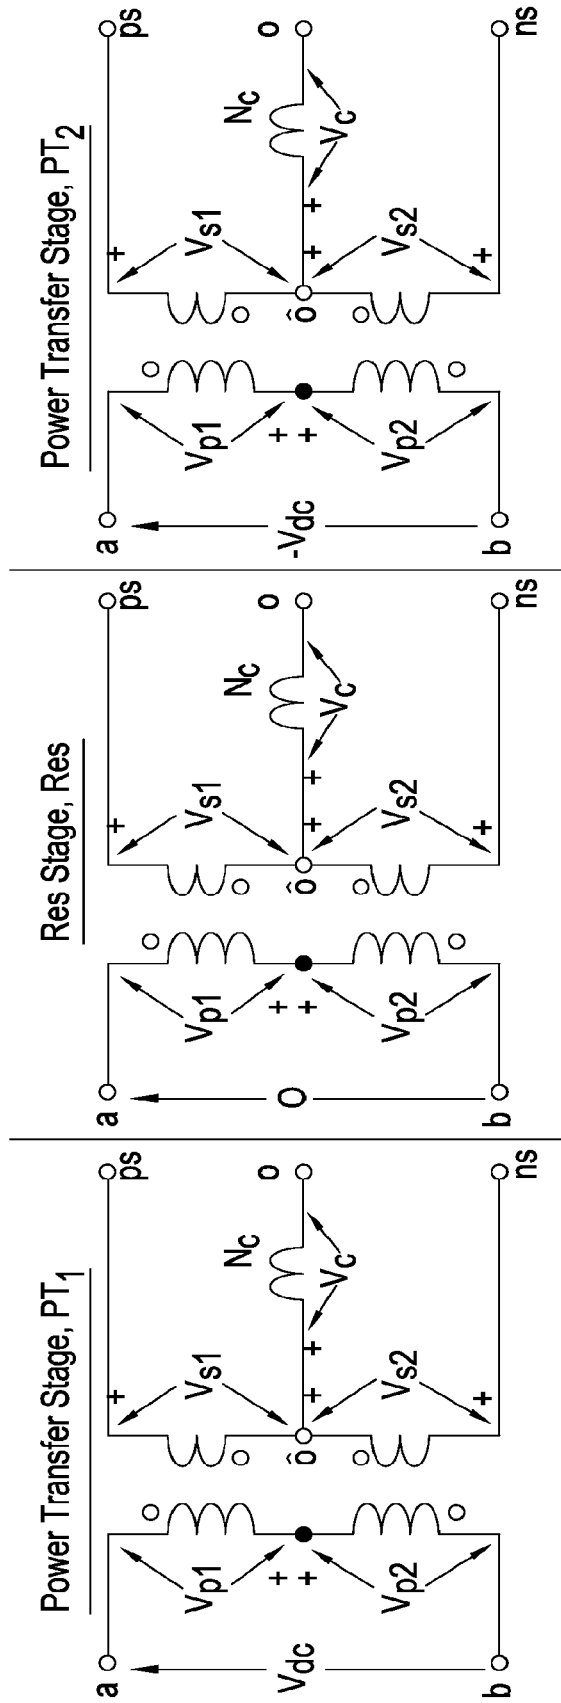 Power Transfer Stage, PT1
a
ps
+
Vp1
Vs1
Nc
Vdc
+
+
ô
+
+
Vc
o
Vp2
Vs2
+
b
ns
Res Stage, Res
a
ps
+
Vp1
Vs1
Nc
0
+
+
ô
+
+
Vc
o
Vp2
Vs2
+
b
ns
Power Transfer Stage, PT2
a
ps
+
Vp1
Vs1
Nc
-Vdc
+
+
ô
+
+
Vc
o
Vp2
Vs2
+
b
ns